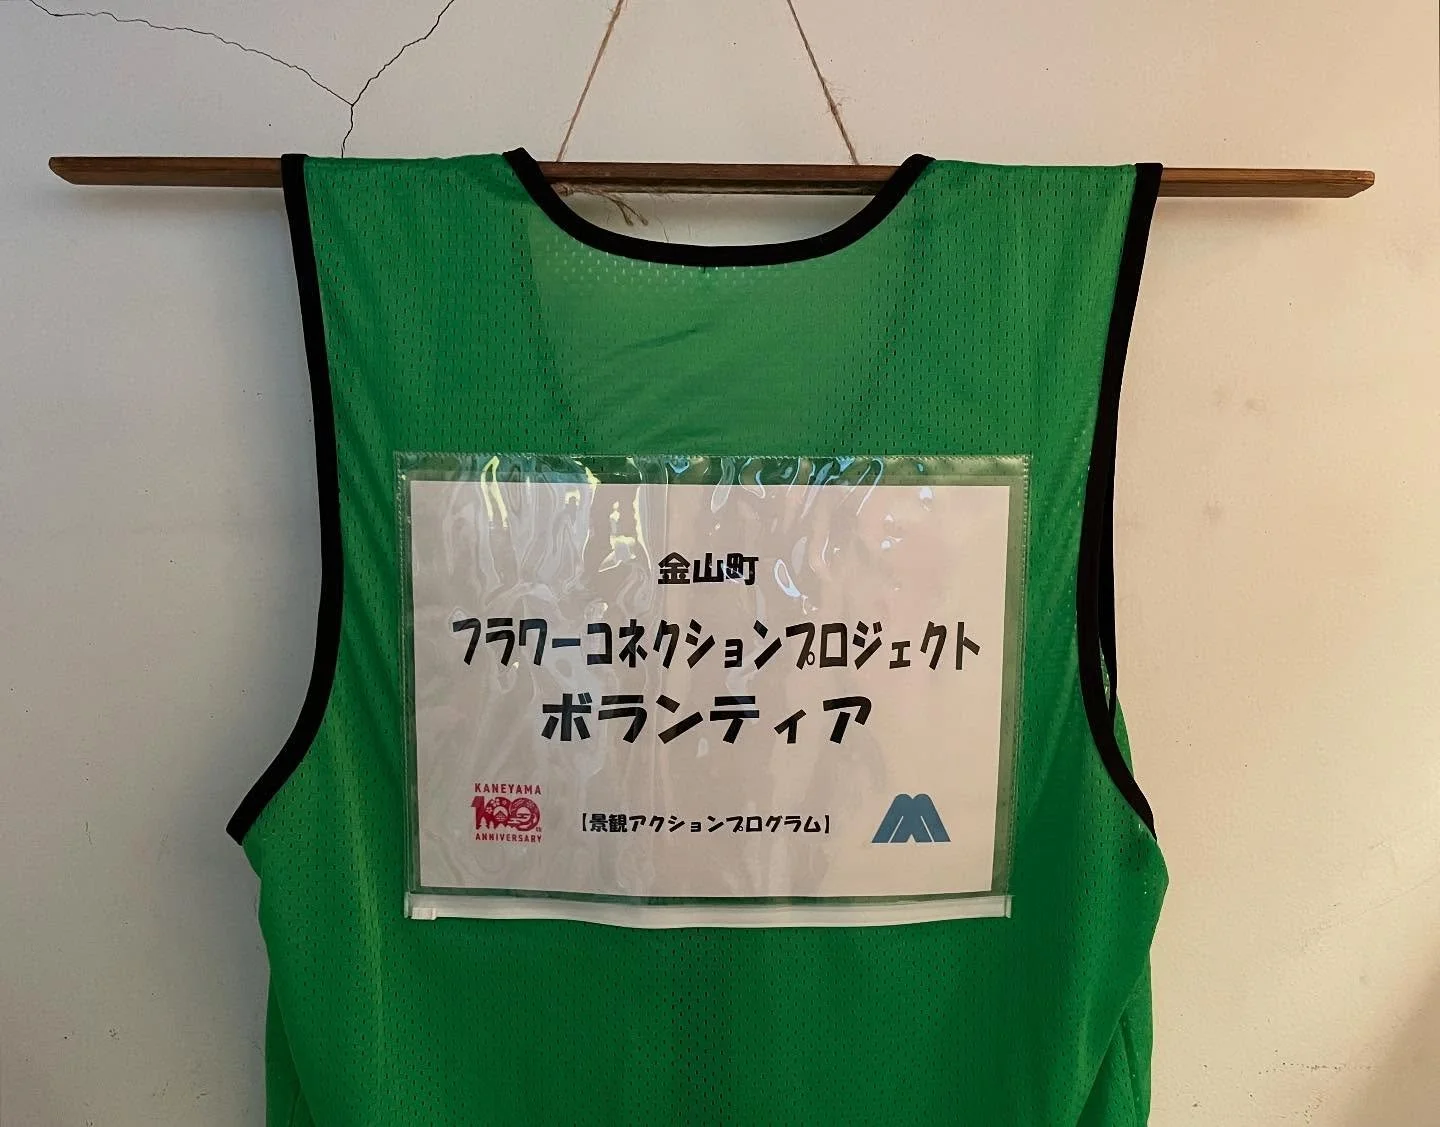 金山町
フラワーコネクションプロジェクト
ボランティア
KANEYAMA
100th
ANNIVERSARY
【景観アクションプログラム】